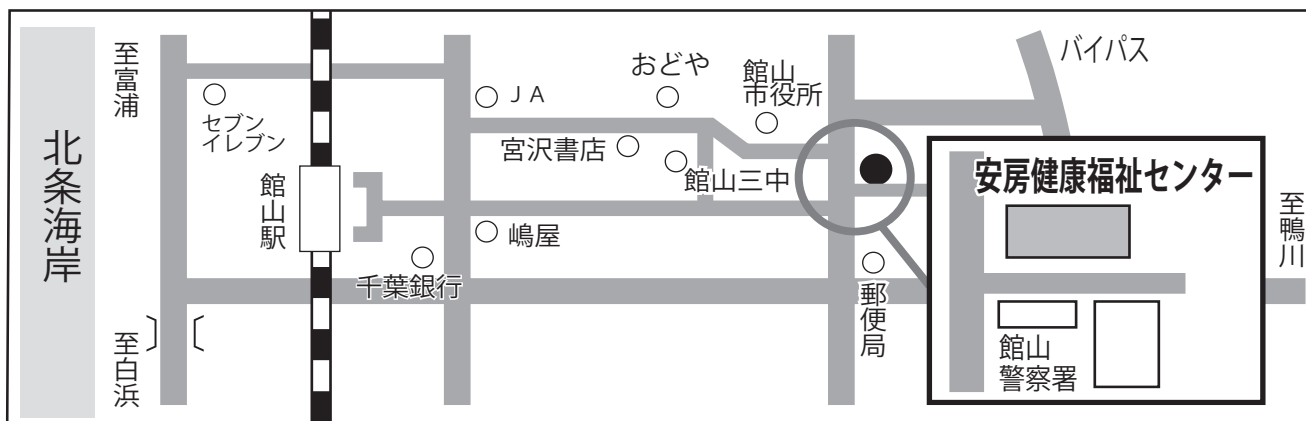 北条海岸
至富浦
至白浜
セブン
イレブン
館山駅
JA
おどや
館山
市役所
バイパス
宮沢書店
館山三中
嶋屋
千葉銀行
郵便局
安房健康福祉センター
館山
警察署
至鴨川